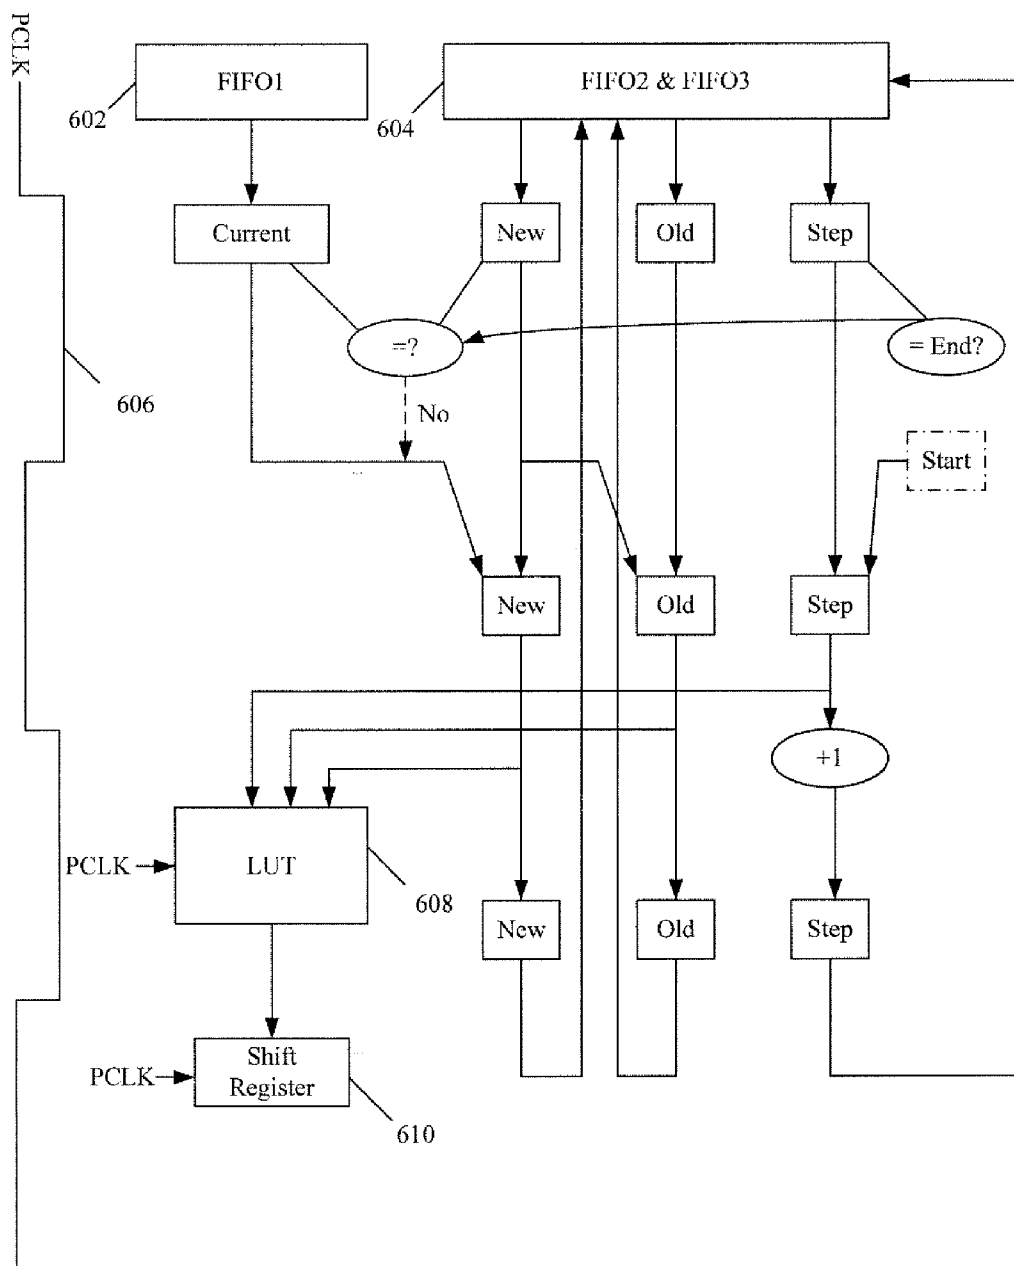 PCLK
FIFO1
FIFO2 & FIFO3
602
604
Current
New
Old
Step
=?
= End?
606
No
Start
New
Old
Step
+1
PCLK
LUT
608
New
Old
Step
PCLK
Shift
Register
610